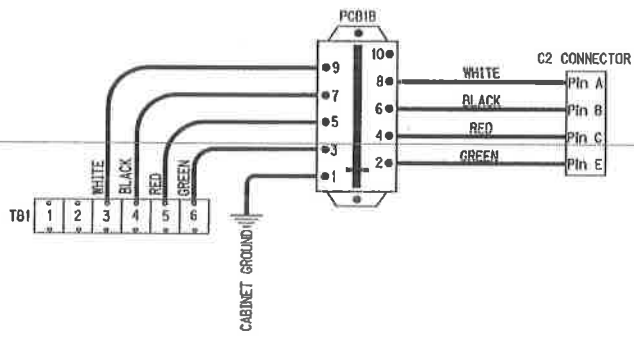 PCB1B
10
9
8
7
6
5
4
3
2
1
C2 CONNECTOR
WHITE
Pin A
BLACK
Pin B
RED
Pin C
GREEN
Pin E
WHITE
BLACK
RED
GREEN
TB1 1 2 3 4 5 6
CABINET GROUND